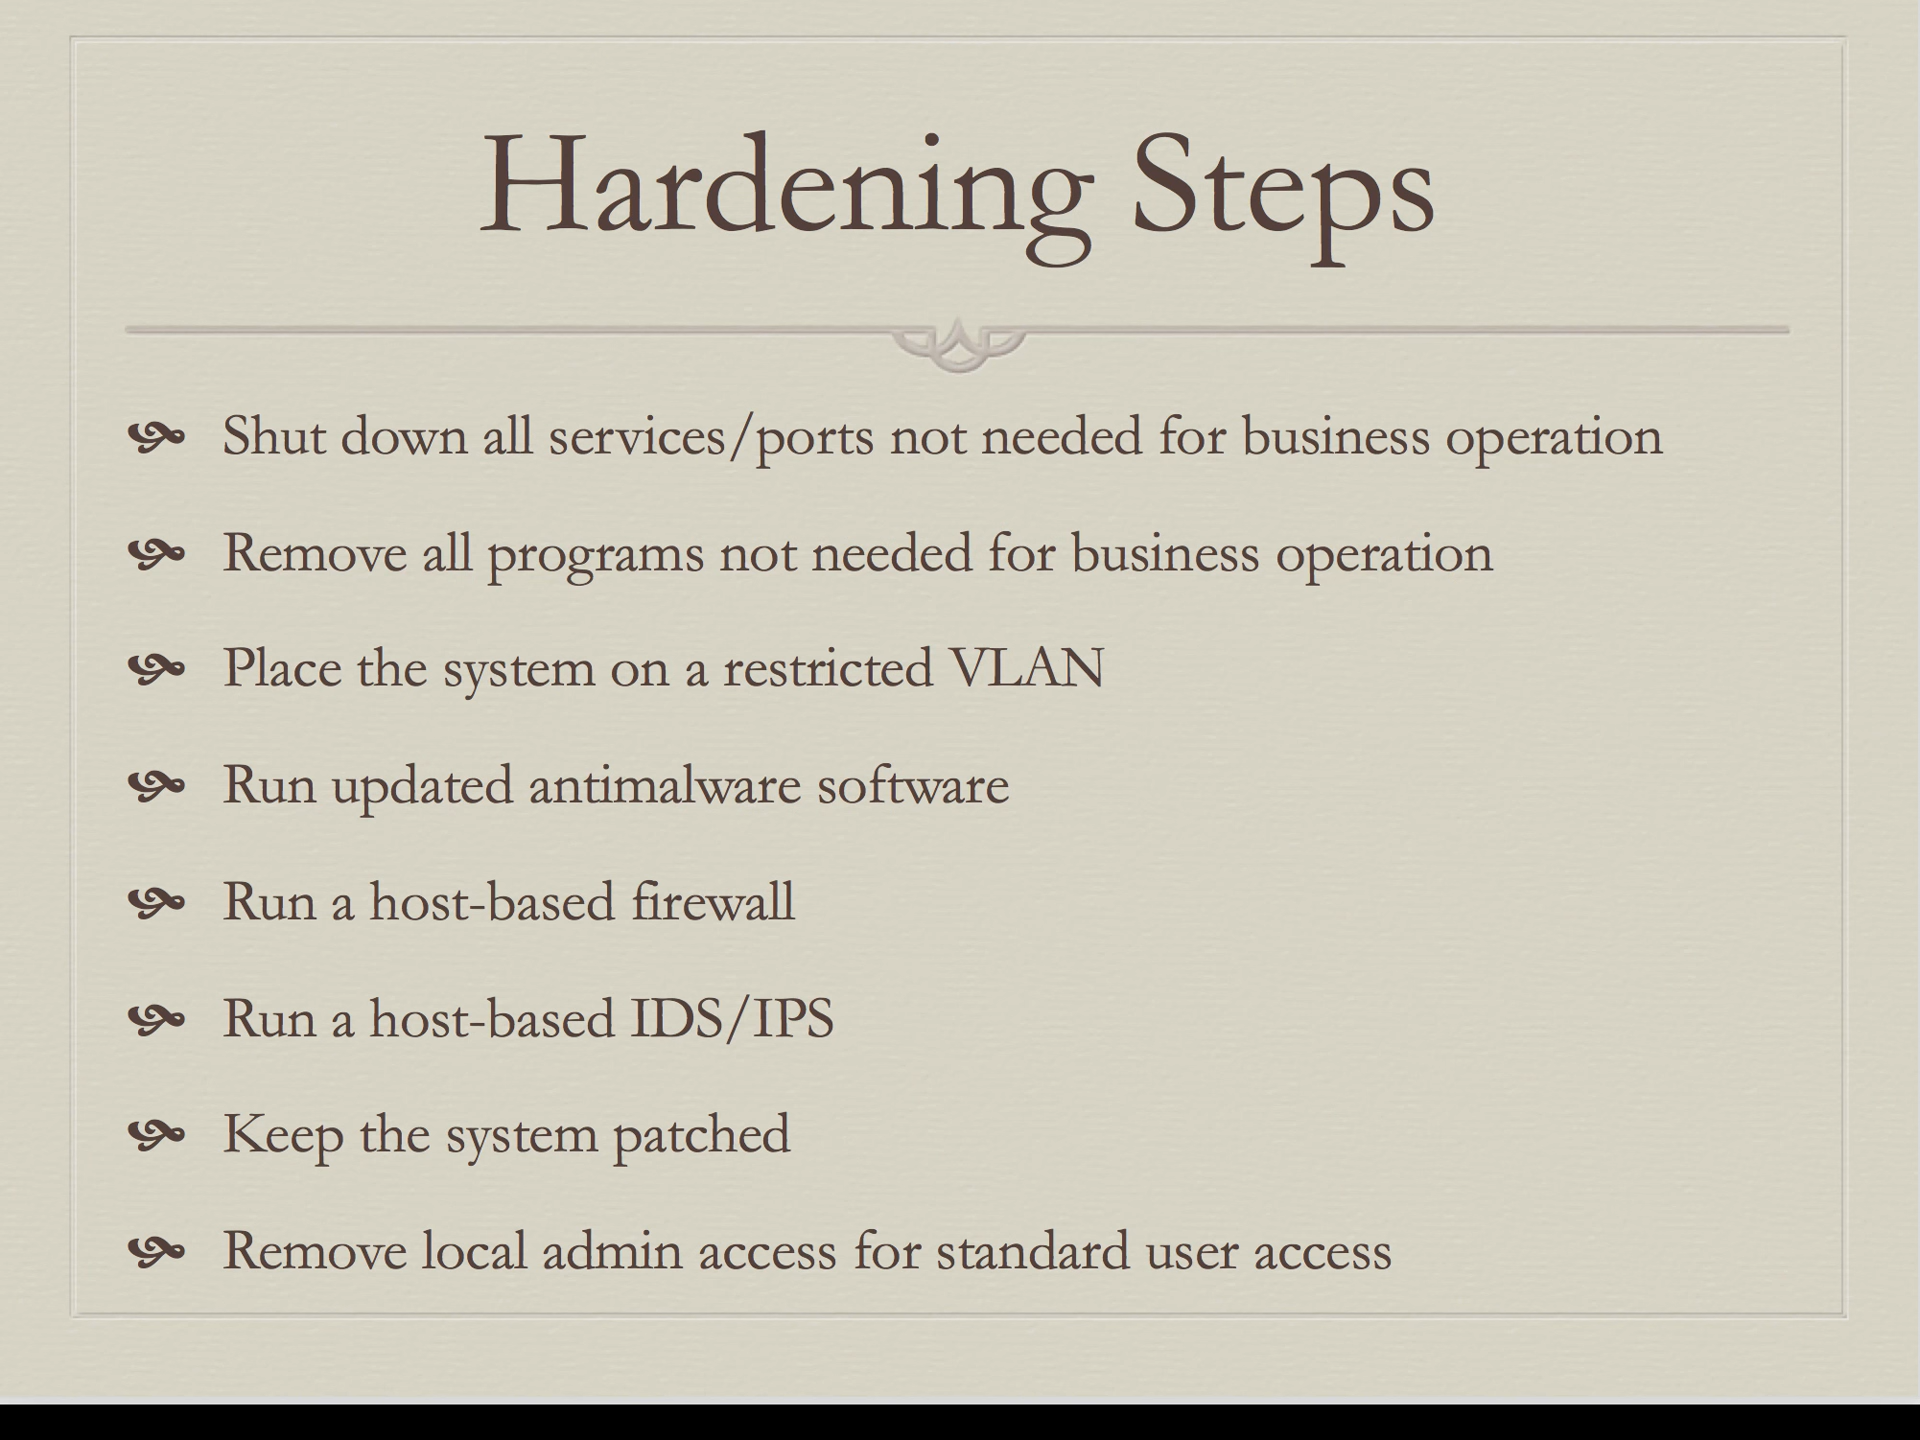 Hardening Steps
Shut down all services/ports not needed for business operation
Remove all programs not needed for business operation
Place the system on a restricted VLAN
Run updated antimalware software
Run a host-based firewall
Run a host-based IDS/IPS
Keep the system patched
Remove local admin access for standard user access